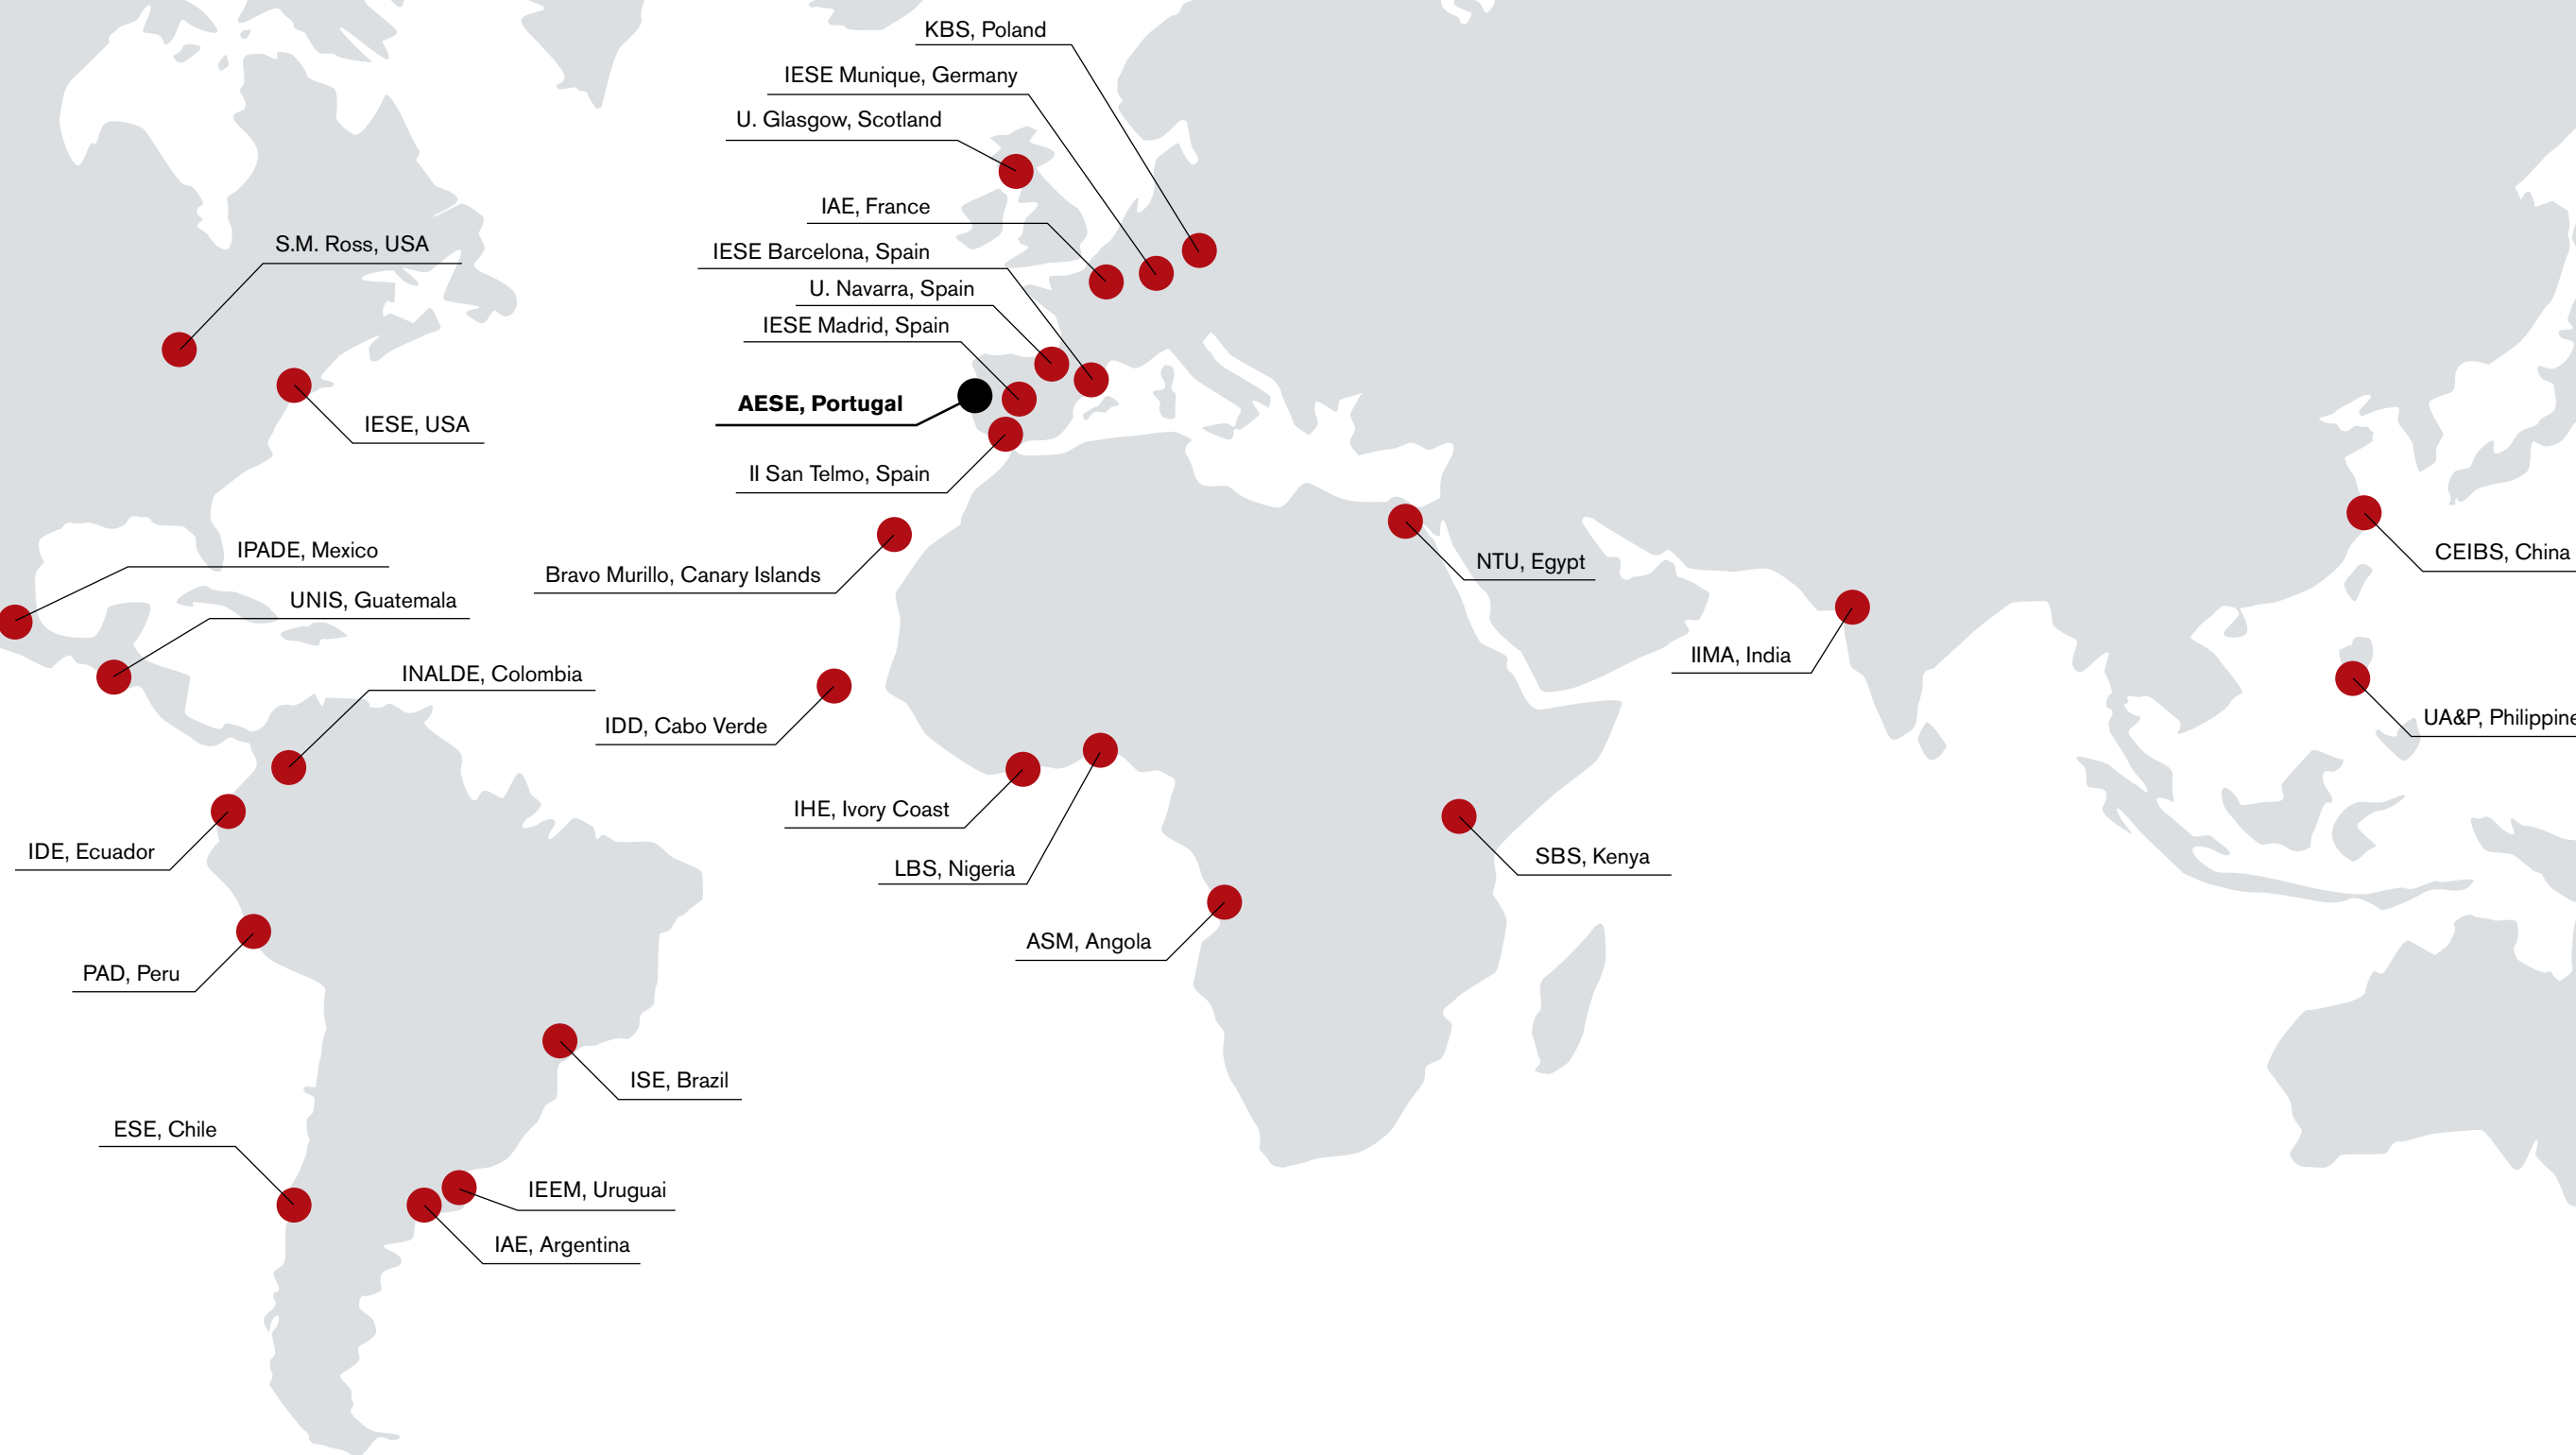 KBS, Poland
IESE Munique, Germany
U. Glasgow, Scotland
IAE, France
S.M. Ross, USA
IESE Barcelona, Spain
U. Navarra, Spain
IESE Madrid, Spain
AESE, Portugal
IESE, USA
II San Telmo, Spain
IPADE, Mexico
CEIBS, China
NTU, Egypt
Bravo Murillo, Canary Islands
UNIS, Guatemala
IIMA, India
INALDE, Colombia
UA&P, Philippine
IDD, Cabo Verde
IHE, Ivory Coast
IDE, Ecuador
SBS, Kenya
LBS, Nigeria
ASM, Angola
PAD, Peru
ISE, Brazil
ESE, Chile
IEEM, Uruguai
IAE, Argentina